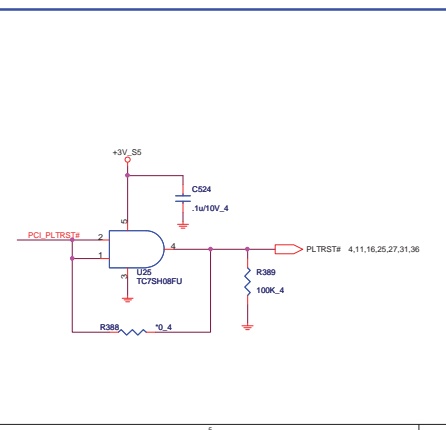 +3V_S5
C524
.1u/10V_4
5
PCI_PLTRST#
2
4
PLTRST# 4,11,16,25,27,31,36
1
U25
TC7SH08FU
3
R389
100K_4
R388 *0_4